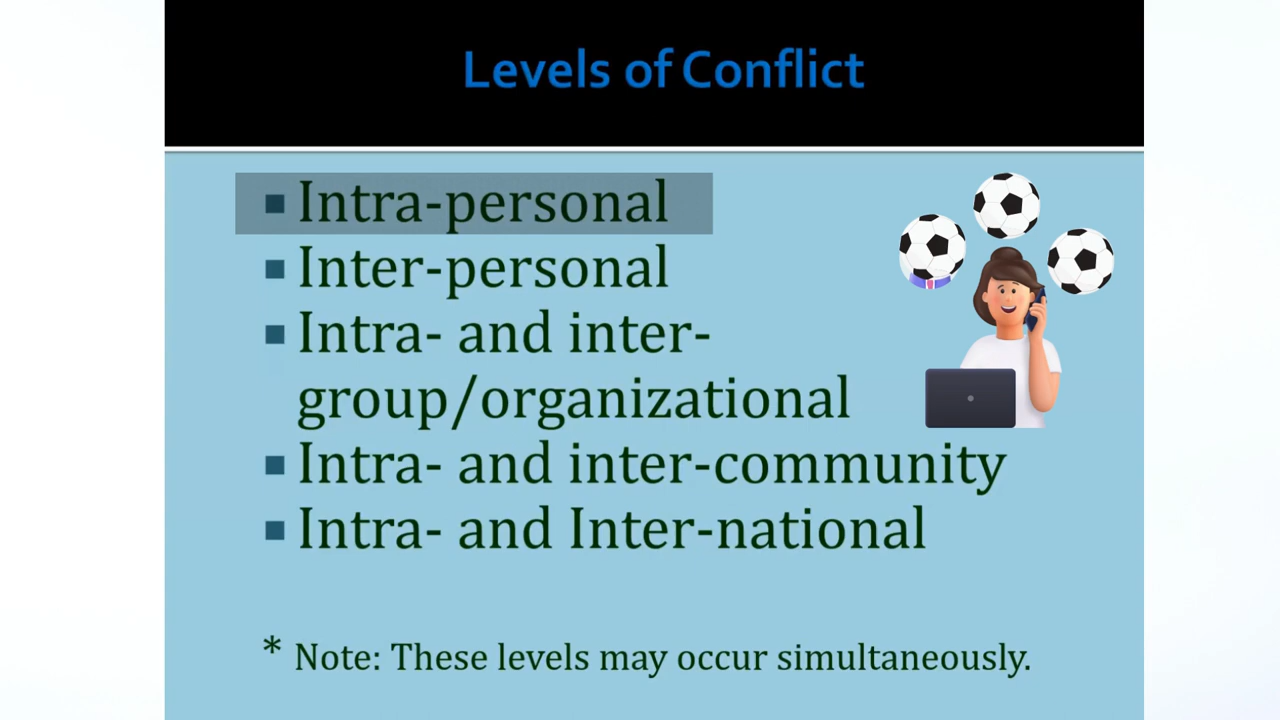 Levels of Conflict
▪ Intra-personal
▪ Inter-personal
▪ Intra- and inter-
group/organizational
▪ Intra- and inter-community
▪ Intra- and Inter-national
* Note: These levels may occur simultaneously.